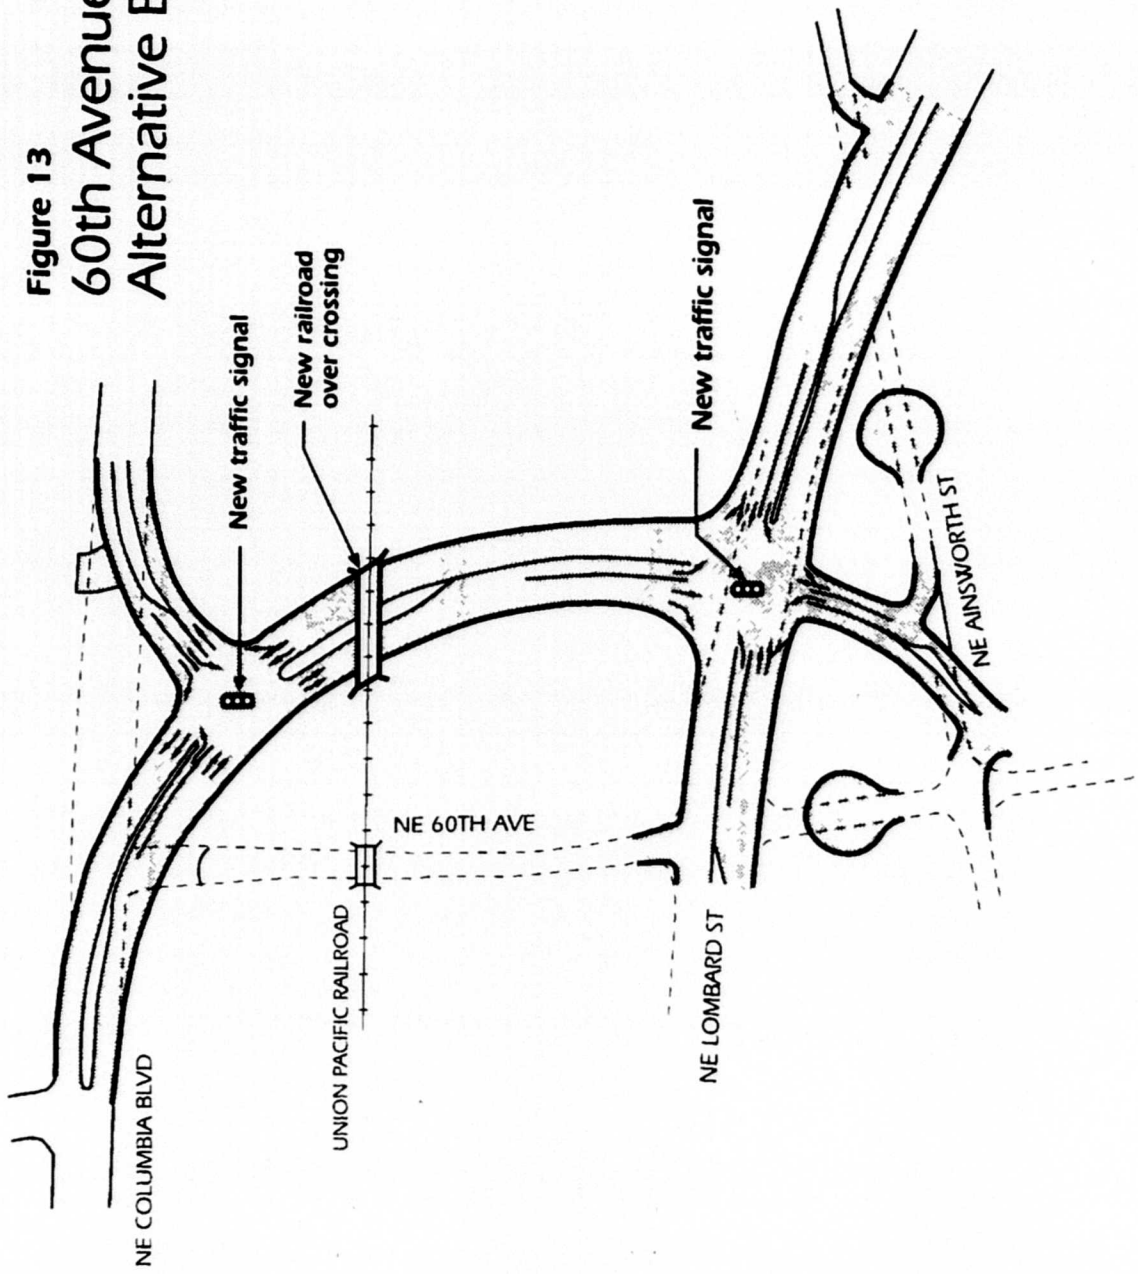 Figure 13
60th Avenue
Alternative
New traffic signal
New railroad
over crossing
New traffic signal
NE 60TH AVE
UNION PACIFIC RAILROAD
NE COLUMBIA BLVD
NE LOMBARD ST
NE AINSWORTH ST